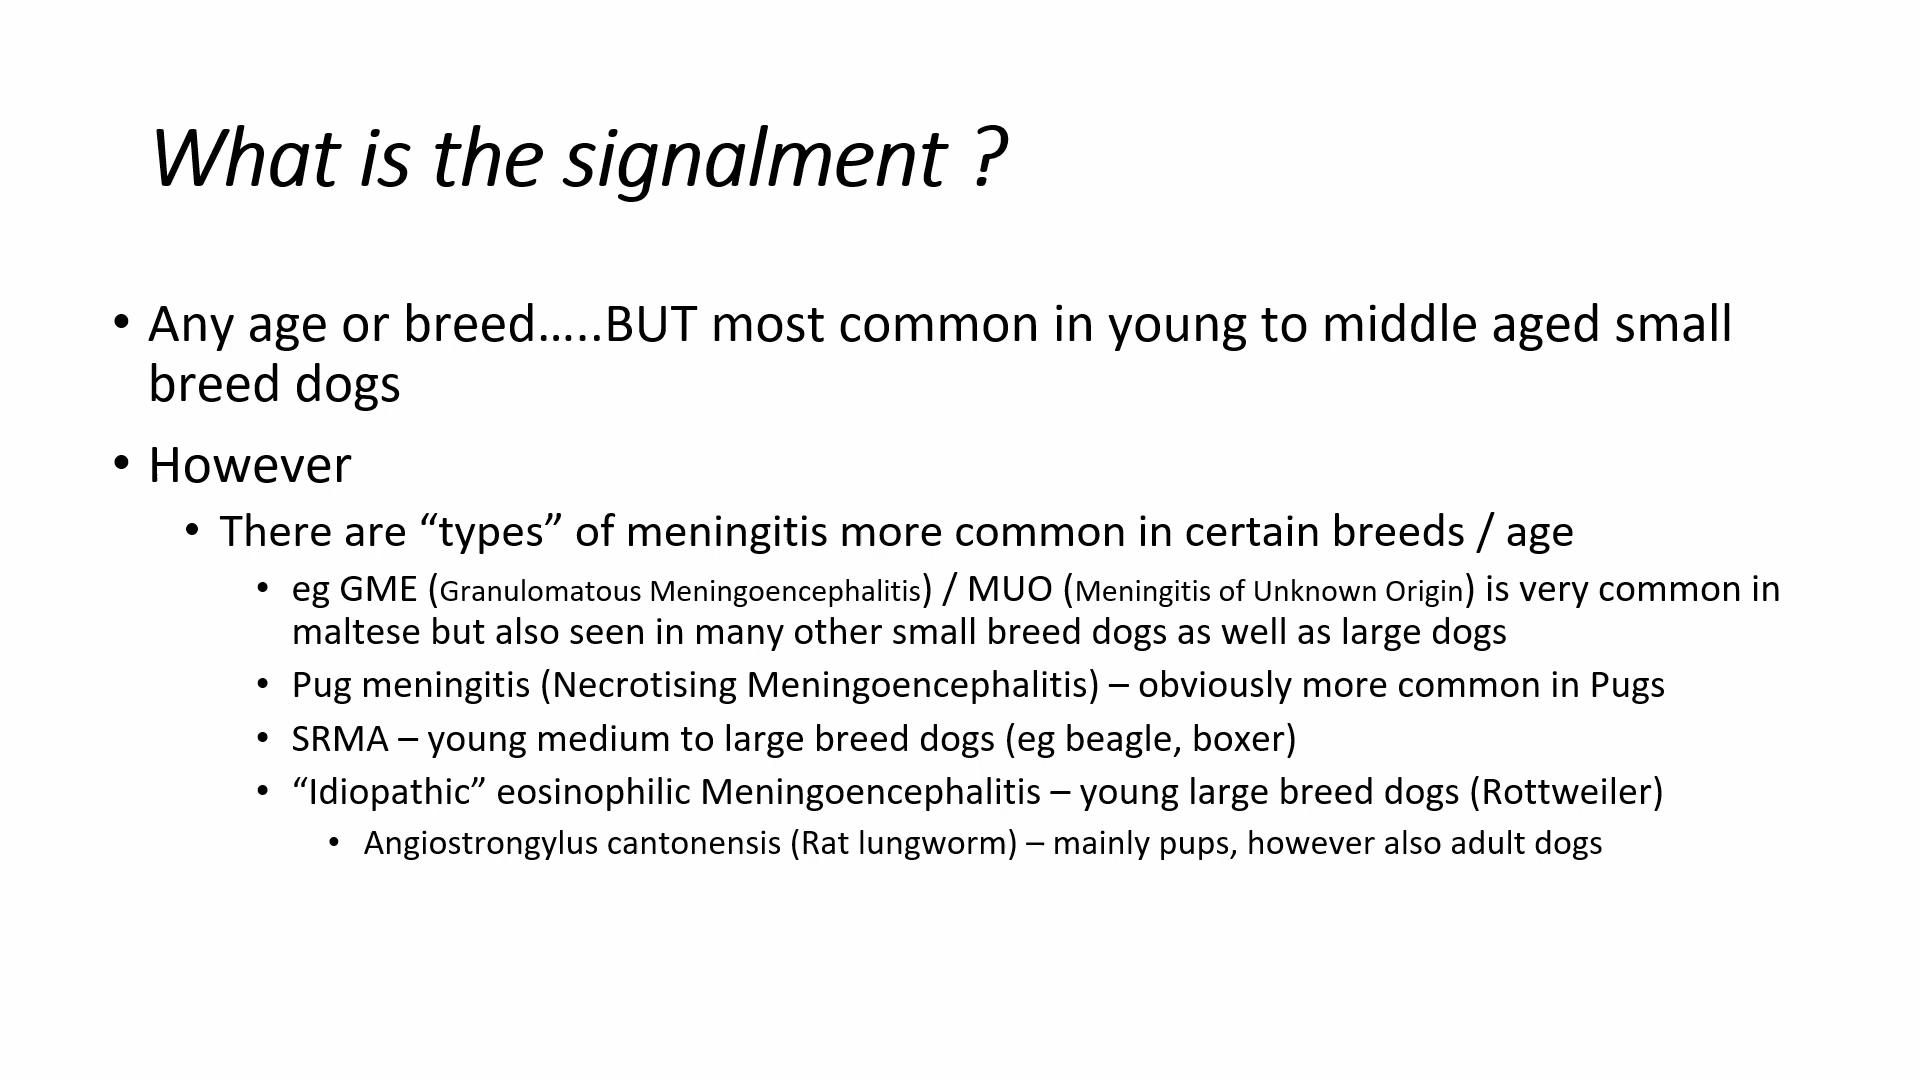 What is the signalment ?
• Any age or breed…..BUT most common in young to middle aged small
breed dogs
• However
• There are “types” of meningitis more common in certain breeds / age
• eg GME (Granulomatous Meningoencephalitis) / MUO (Meningitis of Unknown Origin) is very common in
maltese but also seen in many other small breed dogs as well as large dogs
• Pug meningitis (Necrotising Meningoencephalitis) – obviously more common in Pugs
• SRMA – young medium to large breed dogs (eg beagle, boxer)
• “Idiopathic” eosinophilic Meningoencephalitis – young large breed dogs (Rottweiler)
• Angiostrongylus cantonensis (Rat lungworm) – mainly pups, however also adult dogs